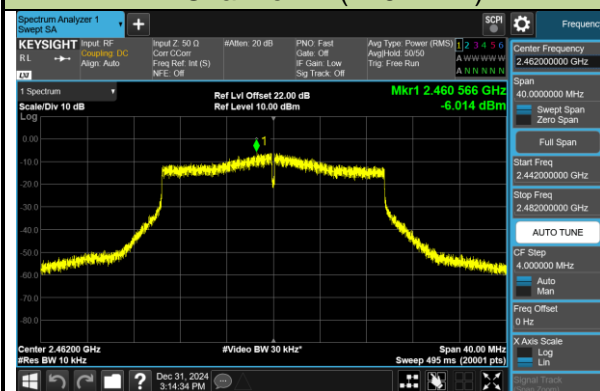 Spectrum Analyzer 1
Swept SA
+
SCPI
Frequency
KEYSIGHT
RL
Input: RF
Coupling: DC
Align: Auto
Input Z: 50 Ω
Corr CCorr
Freq Ref: Int (S)
NFE: Off
#Atten: 20 dB
PNO: Fast
Gate: Off
IF Gain: Low
Sig Track: Off
Avg Type: Power (RMS)
Avg|Hold: 50/50
Trig: Free Run
1 2 3 4 5 6
A W W W W W
A N N N N N
LXI
1 Spectrum
Scale/Div 10 dB
Log
Ref Lvl Offset 22.00 dB
Ref Level 10.00 dBm
Mkr1 2.460 566 GHz
-6.014 dBm
1
0.00
-10.0
-20.0
-30.0
-40.0
-50.0
-60.0
-70.0
-80.0
Center 2.46200 GHz
#Res BW 10 kHz
#Video BW 30 kHz*
Span 40.00 MHz
Sweep 495 ms (20001 pts)
Center Frequency
2.462000000 GHz
Span
40.0000000 MHz
Swept Span
Zero Span
Full Span
Start Freq
2.442000000 GHz
Stop Freq
2.482000000 GHz
AUTO TUNE
CF Step
4.000000 MHz
Auto
Man
Freq Offset
0 Hz
X Axis Scale
Log
Lin
Signal Track
?
Dec 31, 2024
3:14:34 PM